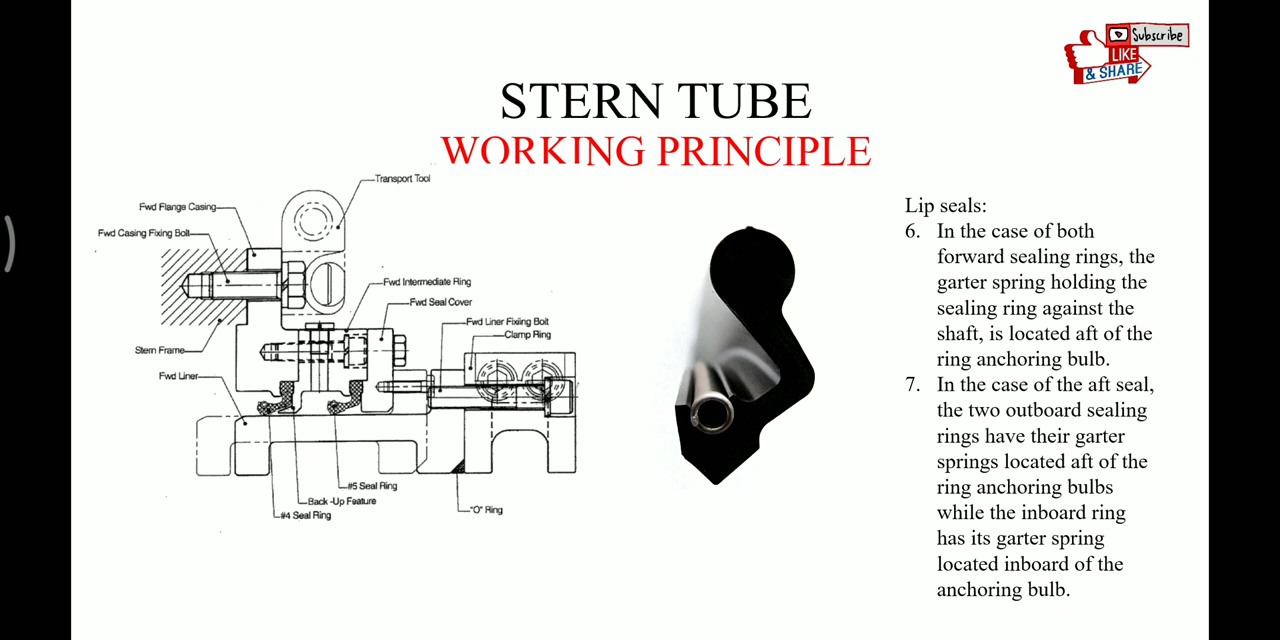 Subscribe
LIKE
& SHARE
STERN TUBE
WORKING PRINCIPLE
Transport Tool
Fwd Flange Casing
Fwd Casing Fixing Bolt
Fwd Intermediate Ring
Fwd Seal Cover
Fwd Liner Fixiing Bolt
Clamp Ring
Stern Frame
Fwd Liner
#5 Seal Ring
Back -Up Feature
#4 Seal Ring
"O" Ring
Lip seals:
6. In the case of both
forward sealing rings, the
garter spring holding the
sealing ring against the
shaft, is located aft of the
ring anchoring bulb.
7. In the case of the aft seal,
the two outboard sealing
rings have their garter
springs located aft of the
ring anchoring bulbs
while the inboard ring
has its garter spring
located inboard of the
anchoring bulb.